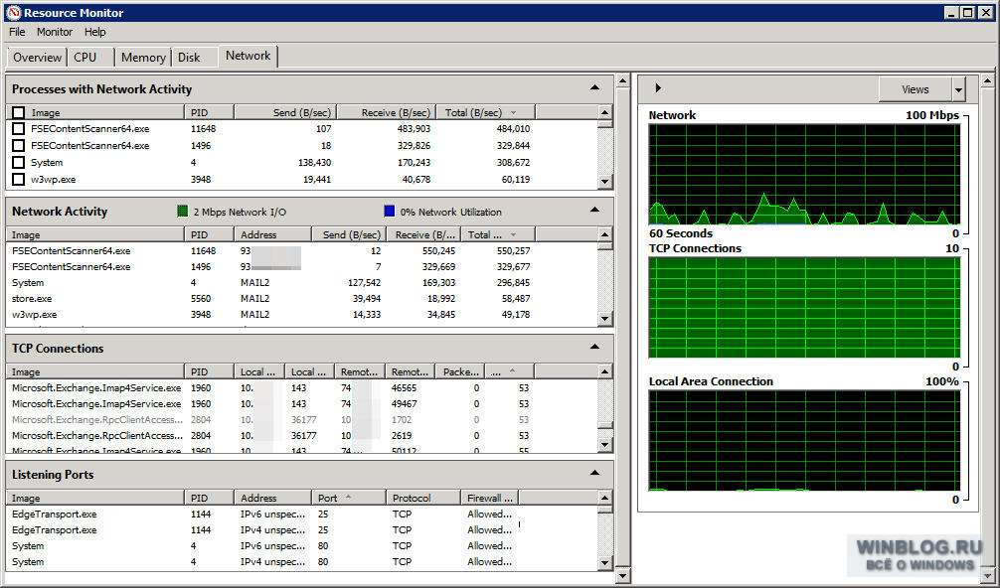 Resource Monitor
File Monitor Help
Overview CPU Memory Disk Network
Processes with Network Activity
Image PID Send (B/sec) Receive (B/sec) Total (B/sec)
FSEContentScanner64.exe 11648 107 483,903 484,010
FSEContentScanner64.exe 1496 18 329,826 329,844
System 4 138,430 170,243 308,672
w3wp.exe 3948 19,441 40,678 60,119
Network Activity 2 Mbps Network I/O 0% Network Utilization
Image PID Address Send (B/sec) Receive (B/... Total ...
FSEContentScanner64.exe 11648 93 12 550,245 550,257
FSEContentScanner64.exe 1496 93 7 329,669 329,677
System 4 MAIL2 127,542 169,303 296,845
store.exe 5560 MAIL2 39,494 18,992 58,487
w3wp.exe 3948 MAIL2 14,333 34,845 49,178
TCP Connections
Image PID Local ... Local ... Remot... Remot... Packe... ....
Microsoft.Exchange.Imap4Service.exe 1960 10. 143 74 46565 0 53
Microsoft.Exchange.Imap4Service.exe 1960 10. 143 74 49467 0 53
Microsoft.Exchange.RpcClientAccess... 2804 10. 36177 10 1702 0 53
Microsoft.Exchange.RpcClientAccess... 2804 10. 36177 10 2619 0 53
Microsoft.Exchange.Imap4Service.exe 1960 10. 143 74 50112 0 55
Listening Ports
Image PID Address Port Protocol Firewall ...
EdgeTransport.exe 1144 IPv6 unspec... 25 TCP Allowed...
EdgeTransport.exe 1144 IPv4 unspec... 25 TCP Allowed...
System 4 IPv6 unspec... 80 TCP Allowed...
System 4 IPv4 unspec... 80 TCP Allowed...
Views
Network 100 Mbps
60 Seconds 0
TCP Connections 10
0
Local Area Connection 100%
0
WINBLOG.RU
ВСЁ О WINDOWS